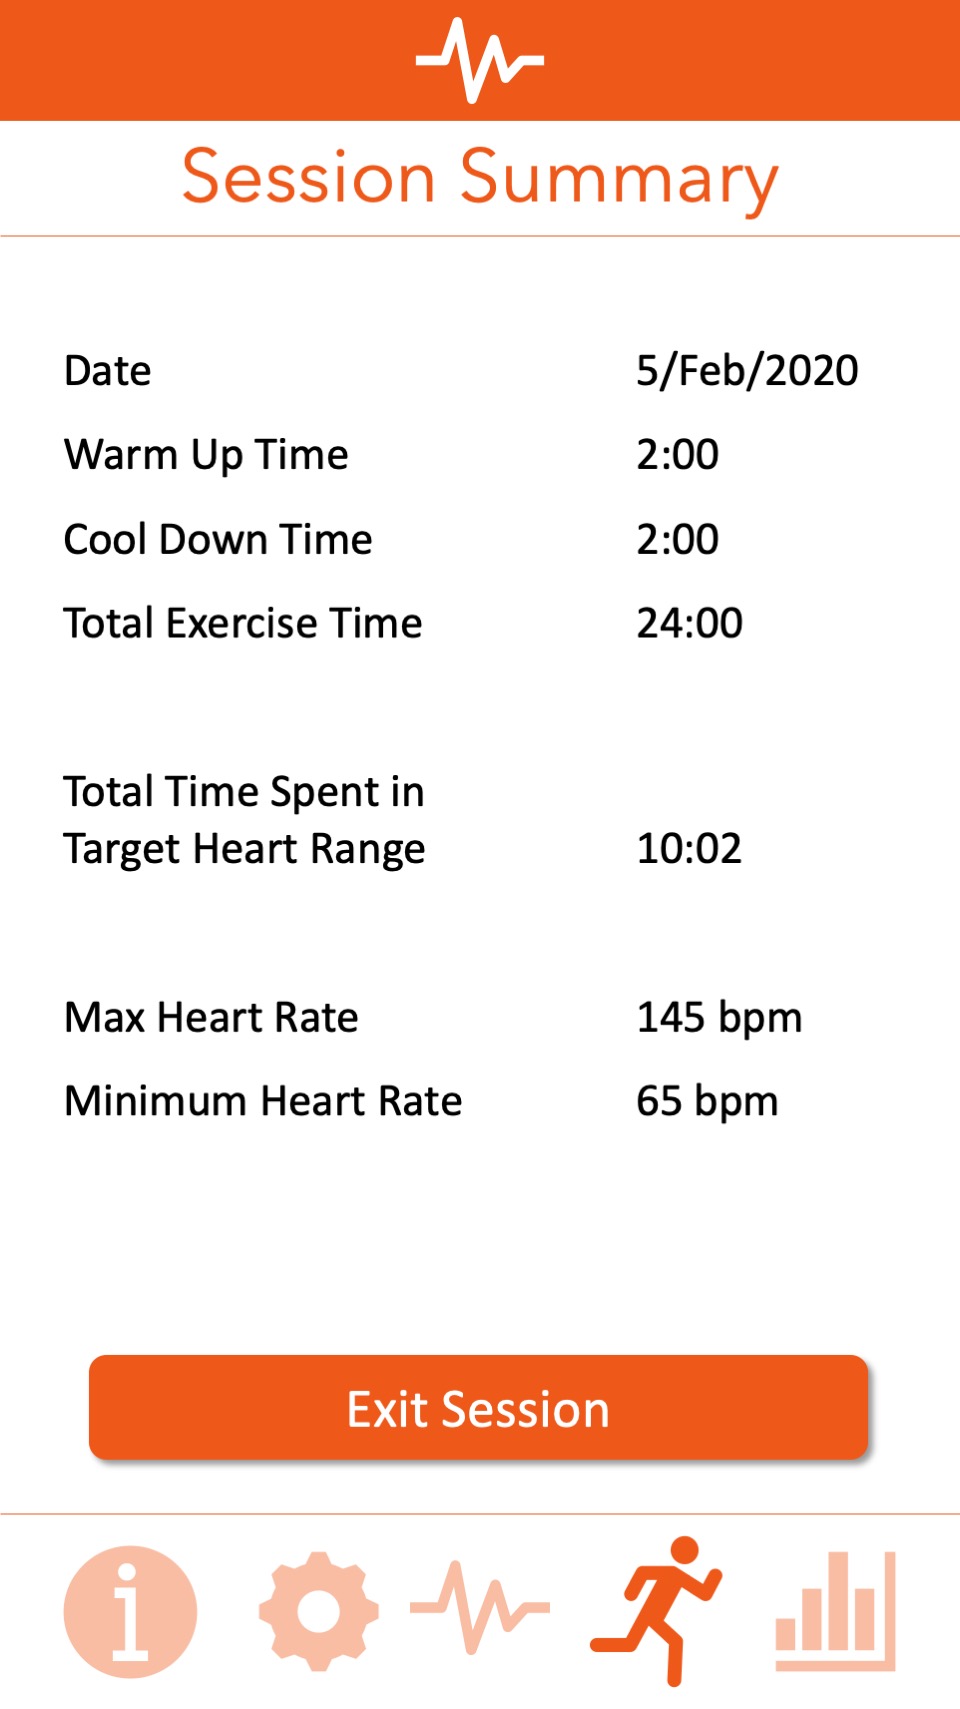 Session Summary
Date 5/Feb/2020
Warm Up Time 2:00
Cool Down Time 2:00
Total Exercise Time 24:00
Total Time Spent in
Target Heart Range 10:02
Max Heart Rate 145 bpm
Minimum Heart Rate 65 bpm
Exit Session
i